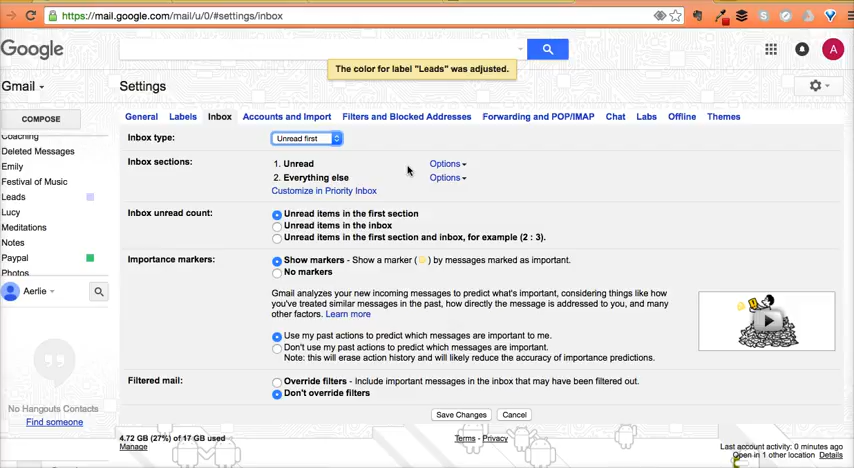 https://mail.google.com/mail/u/0/#settings/inbox
Google
The color for label "Leads" was adjusted.
A
Gmail
Settings
COMPOSE
General Labels Inbox Accounts and Import Filters and Blocked Addresses Forwarding and POP/IMAP Chat Labs Offline Themes
Coaching
Deleted Messages
Emily
Festival of Music
Leads
Lucy
Meditations
Notes
Paypal
Photos
Aerlie
No Hangouts Contacts
Find someone
Inbox type:
Unread first
Inbox sections:
1. Unread Options
2. Everything else Options
Customize in Priority Inbox
Inbox unread count:
Unread items in the first section
Unread items in the inbox
Unread items in the first section and inbox, for example (2 : 3).
Importance markers:
Show markers - Show a marker ( ) by messages marked as important.
No markers
Gmail analyzes your new incoming messages to predict what's important, considering things like how
you've treated similar messages in the past, how directly the message is addressed to you, and many
other factors. Learn more
Use my past actions to predict which messages are important to me.
Don't use my past actions to predict which messages are important.
Note: this will erase action history and will likely reduce the accuracy of importance predictions.
Filtered mail:
Override filters - Include important messages in the inbox that may have been filtered out.
Don't override filters
Save Changes Cancel
4.72 GB (27%) of 17 GB used
Manage
Terms - Privacy
Last account activity: 0 minutes ago
Open in 1 other location Details